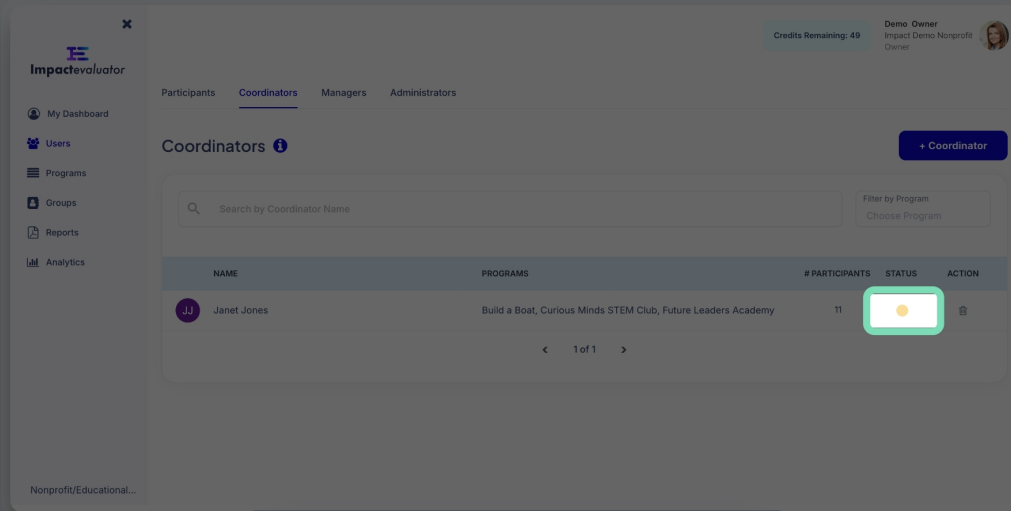 Impactevaluator
My Dashboard
Users
Programs
Groups
Reports
Analytics
Nonprofit/Educational...
Credits Remaining: 49
Demo Owner
Impact Demo Nonprofit
Owner
Participants Coordinators Managers Administrators
Coordinators
+ Coordinator
Search by Coordinator Name
Filter by Program
Choose Program
NAME PROGRAMS # PARTICIPANTS STATUS ACTION
JJ Janet Jones Build a Boat, Curious Minds STEM Club, Future Leaders Academy 11
1 of 1